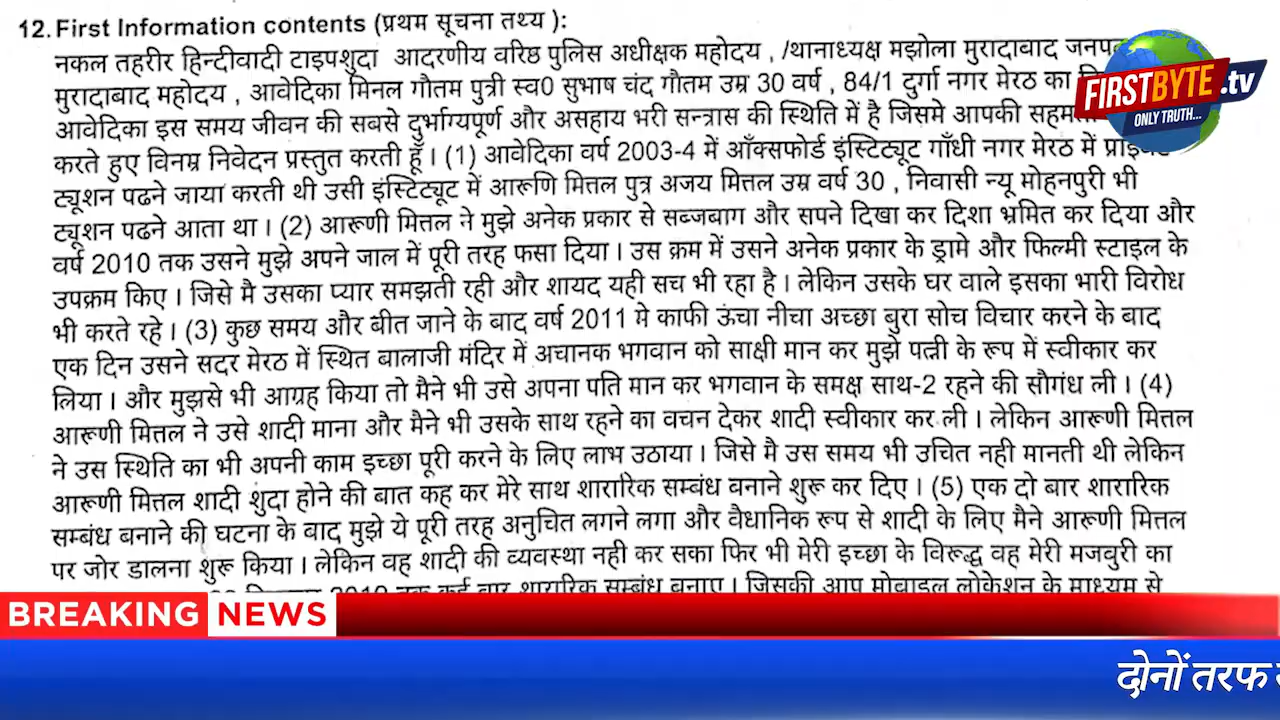 12. First Information contents (प्रथम सूचना तथ्य ):
नकल तहरीर हिन्दीवादी टाइपशुदा आदरणीय वरिष्ठ पुलिस अधीक्षक महोदय , /थानाध्यक्ष मझोला मुरादाबाद
मुरादाबाद महोदय , आवेदिका मिनल गौतम पुत्री स्व0 सुभाष चंद गौतम उम्र 30 वर्ष , 84/1 दुर्गा नगर मेरठ का
आवेदिका इस समय जीवन की सबसे दुर्भाग्यपूर्ण और असहाय भरी सन्त्रास की स्थिति में है जिसमे आपकी
करते हुए विनम्र निवेदन प्रस्तुत करती हूँ । (1) आवेदिका वर्ष 2003-4 में ऑंक्सफोर्ड इंस्टिट्यूट गाँधी नगर मेरठ में
ट्यूशन पढने जाया करती थी उसी इंस्टिट्यूट में आरूणि मित्तल पुत्र अजय मित्तल उम्र वर्ष 30 , निवासी न्यू मोहनपुरी भी
ट्यूशन पढने आता था । (2) आरूणी मित्तल ने मुझे अनेक प्रकार से सब्जबाग और सपने दिखा कर दिशा भ्रमित कर दिया और
वर्ष 2010 तक उसने मुझे अपने जाल में पूरी तरह फसा दिया । उस क्रम में उसने अनेक प्रकार के ड्रामे और फिल्मी स्टाइल के
उपक्रम किए । जिसे मै उसका प्यार समझती रही और शायद यही सच भी रहा है । लेकिन उसके घर वाले इसका भारी विरोध
भी करते रहे । (3) कुछ समय और बीत जाने के बाद वर्ष 2011 मे काफी ऊंचा नीचा अच्छा बुरा सोच विचार करने के बाद
एक दिन उसने सदर मेरठ में स्थित बालाजी मंदिर में अचानक भगवान को साक्षी मान कर मुझे पत्नी के रूप में स्वीकार कर
लिया । और मुझसे भी आग्रह किया तो मैने भी उसे अपना पति मान कर भगवान के समक्ष साथ-2 रहने की सौगंध ली । (4)
आरूणी मित्तल ने उसे शादी माना और मैने भी उसके साथ रहने का वचन देकर शादी स्वीकार कर ली । लेकिन आरूणी मित्तल
ने उस स्थिति का भी अपनी काम इच्छा पूरी करने के लिए लाभ उठाया । जिसे मै उस समय भी उचित नही मानती थी लेकिन
आरूणी मित्तल शादी शुदा होने की बात कह कर मेरे साथ शारारिक सम्बंध बनाने शुरू कर दिए । (5) एक दो बार शारारिक
सम्बंध बनाने की घटना के बाद मुझे ये पूरी तरह अनुचित लगने लगा और वैधानिक रूप से शादी के लिए मैने आरूणी मित्तल
पर जोर डालना शुरू किया । लेकिन वह शादी की व्यवस्था नही कर सका फिर भी मेरी इच्छा के विरूद्ध वह मेरी मजबुरी का
2019 तक कई बार शारारिक सम्बंध बनाए । जिसकी आप मोबाइल लोकेशन के माध्यम से
FIRSTBYTE.tv
ONLY TRUTH...
BREAKING NEWS
दोनों तरफ